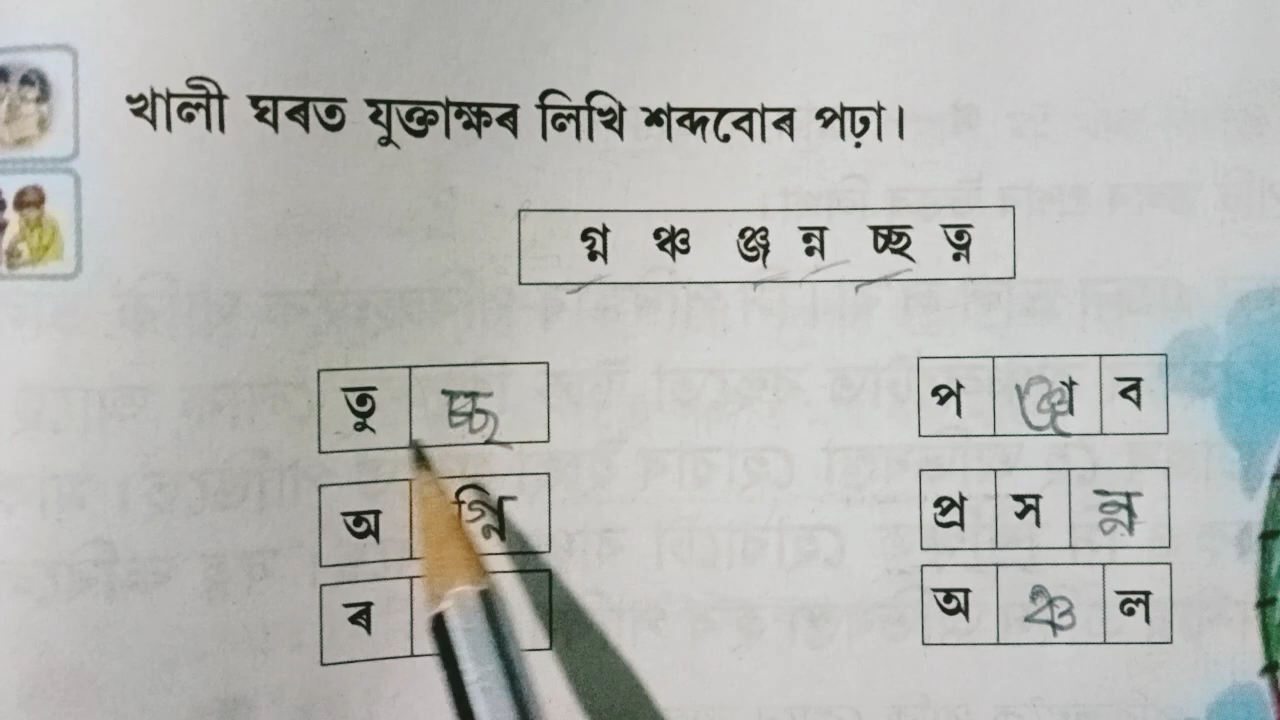 খালী ঘৰত যুক্তাক্ষৰ লিখি শব্দবোৰ পঢ়া।
গ্ন ঞ্চ ঞ্জ ন্ন চ্ছ ত্ন
তু চ্ছ
প ঞ্জা ব
অ গ্নি
প্ৰ স ন্ন
ৰ
অ ঞ্চ ল